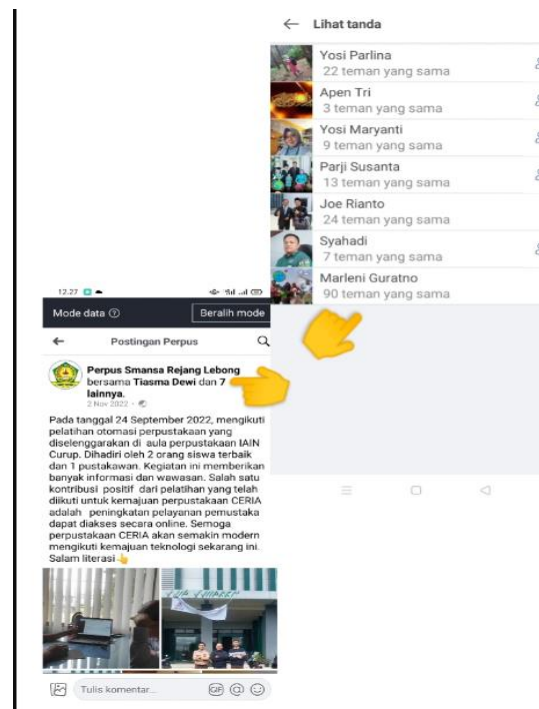 Lihat tanda
Yosi Parlina
22 teman yang sama
Apen Tri
3 teman yang sama
Yosi Maryanti
9 teman yang sama
Parji Susanta
13 teman yang sama
Joe Rianto
24 teman yang sama
Syahadi
7 teman yang sama
Marleni Guratno
90 teman yang sama
12.27
Mode data
Beralih mode
Postingan Perpus
Perpus Smansa Rejang Lebong
bersama Tiasma Dewi dan 7
lainnya.
2 Nov 2022
Pada tanggal 24 September 2022, mengikuti
pelatihan otomasi perpustakaan yang
diselenggarakan di aula perpustakaan IAIN
Curup. Dihadiri oleh 2 orang siswa terbaik
dan 1 pustakawan. Kegiatan ini memberikan
banyak informasi dan wawasan. Salah satu
kontribusi positif dari pelatihan yang telah
diikuti untuk kemajuan perpustakaan CERIA
adalah peningkatan pelayanan pemustaka
dapat diakses secara online. Semoga
perpustakaan CERIA akan semakin modern
mengikuti kemajuan teknologi sekarang ini.
Salam literasi
Tulis komentar...
GIF